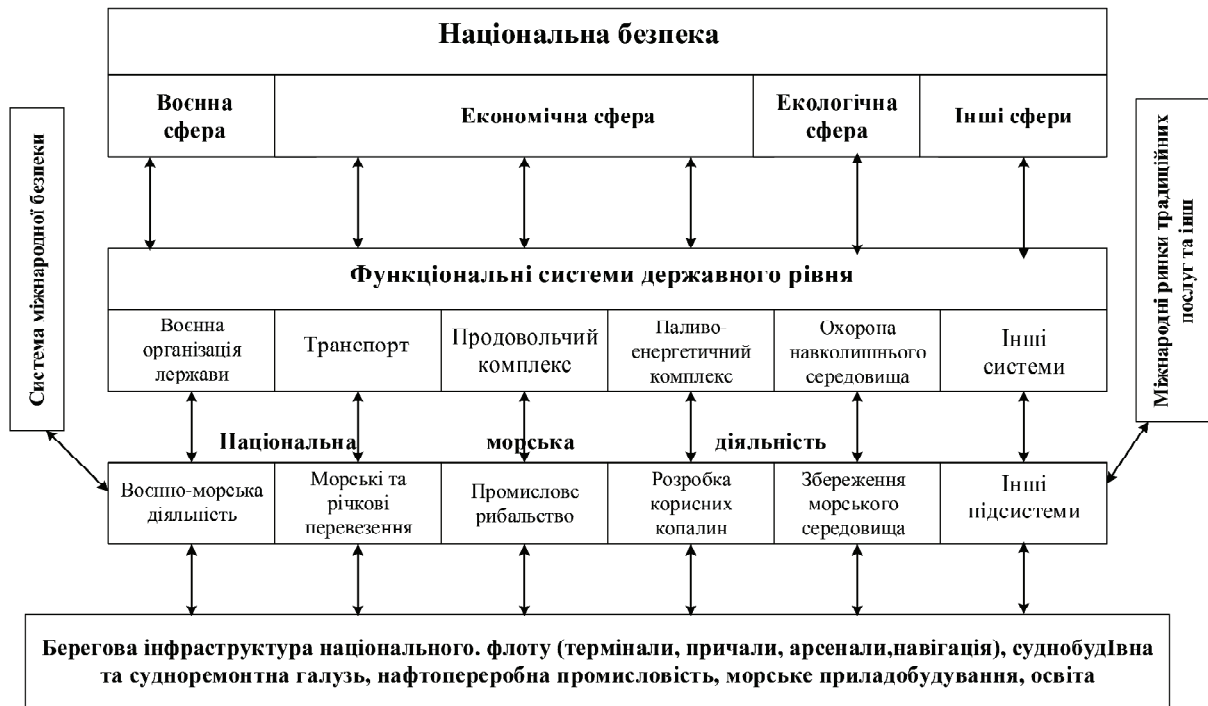 Національна безпека
Воєнна
сфера
Економічна сфера
Екологічна
сфера
Інші сфери
Система міжнародної безпеки
Міжнародні ринки традиційних
послуг та інш
Функціональні системи державного рівня
Воєнна
організація
держави
Транспорт
Продовольчий
комплекс
Паливо-
енергетичний
комплекс
Охорона
навколишнього
середовища
Інші
системи
Національна морська діяльність
Воєнно-морська
діяльність
Морські та
річкові
перевезення
Промислове
рибальство
Розробка
корисних
копалин
Збереження
морського
середовища
Інші
підсистеми
Берегова інфраструктура національного. флоту (термінали, причали, арсенали,навігація), суднобудІвна
та судноремонтна галузь, нафтопереробна промисловість, морське приладобудування, освіта